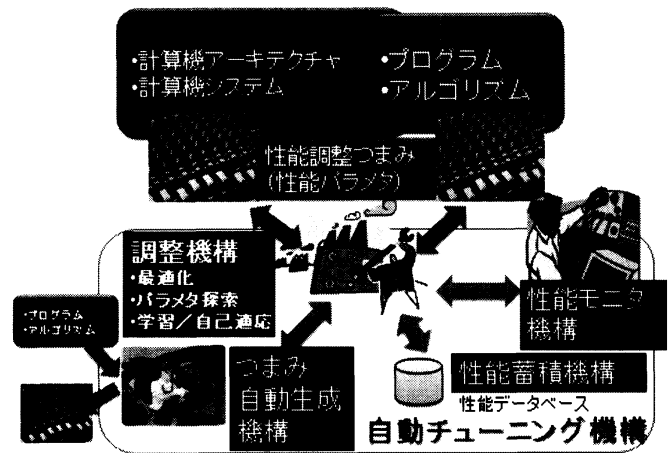 ・計算機アーキテクチャ
・計算機システム
・プログラム
・アルゴリズム
性能調整つまみ
(性能パラメタ)
調整機構
・最適化
・パラメタ探索
・学習／自己適応
性能モニタ
機構
・プログラム
・アルゴリズム
つまみ
自動生成
機構
性能蓄積機構
性能データベース
自動チューニング機構